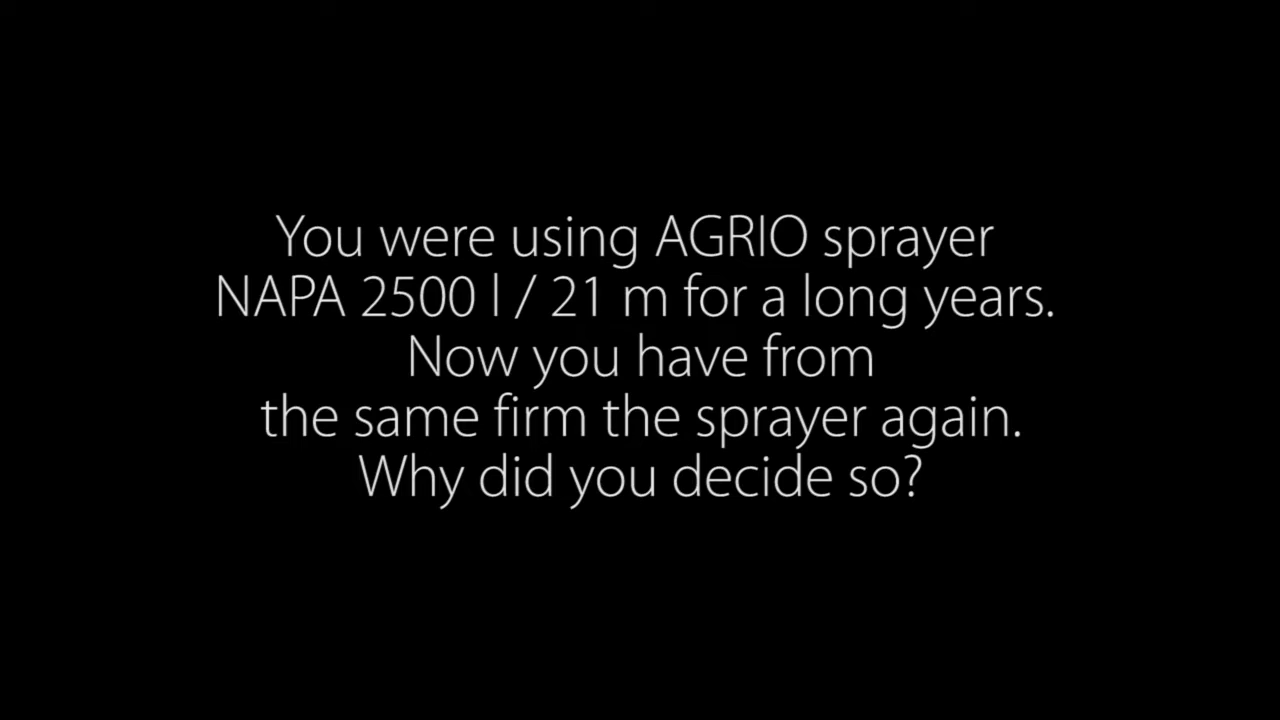 You were using AGRIO sprayer
NAPA 2500 l / 21 m for a long years.
Now you have from
the same firm the sprayer again.
Why did you decide so?